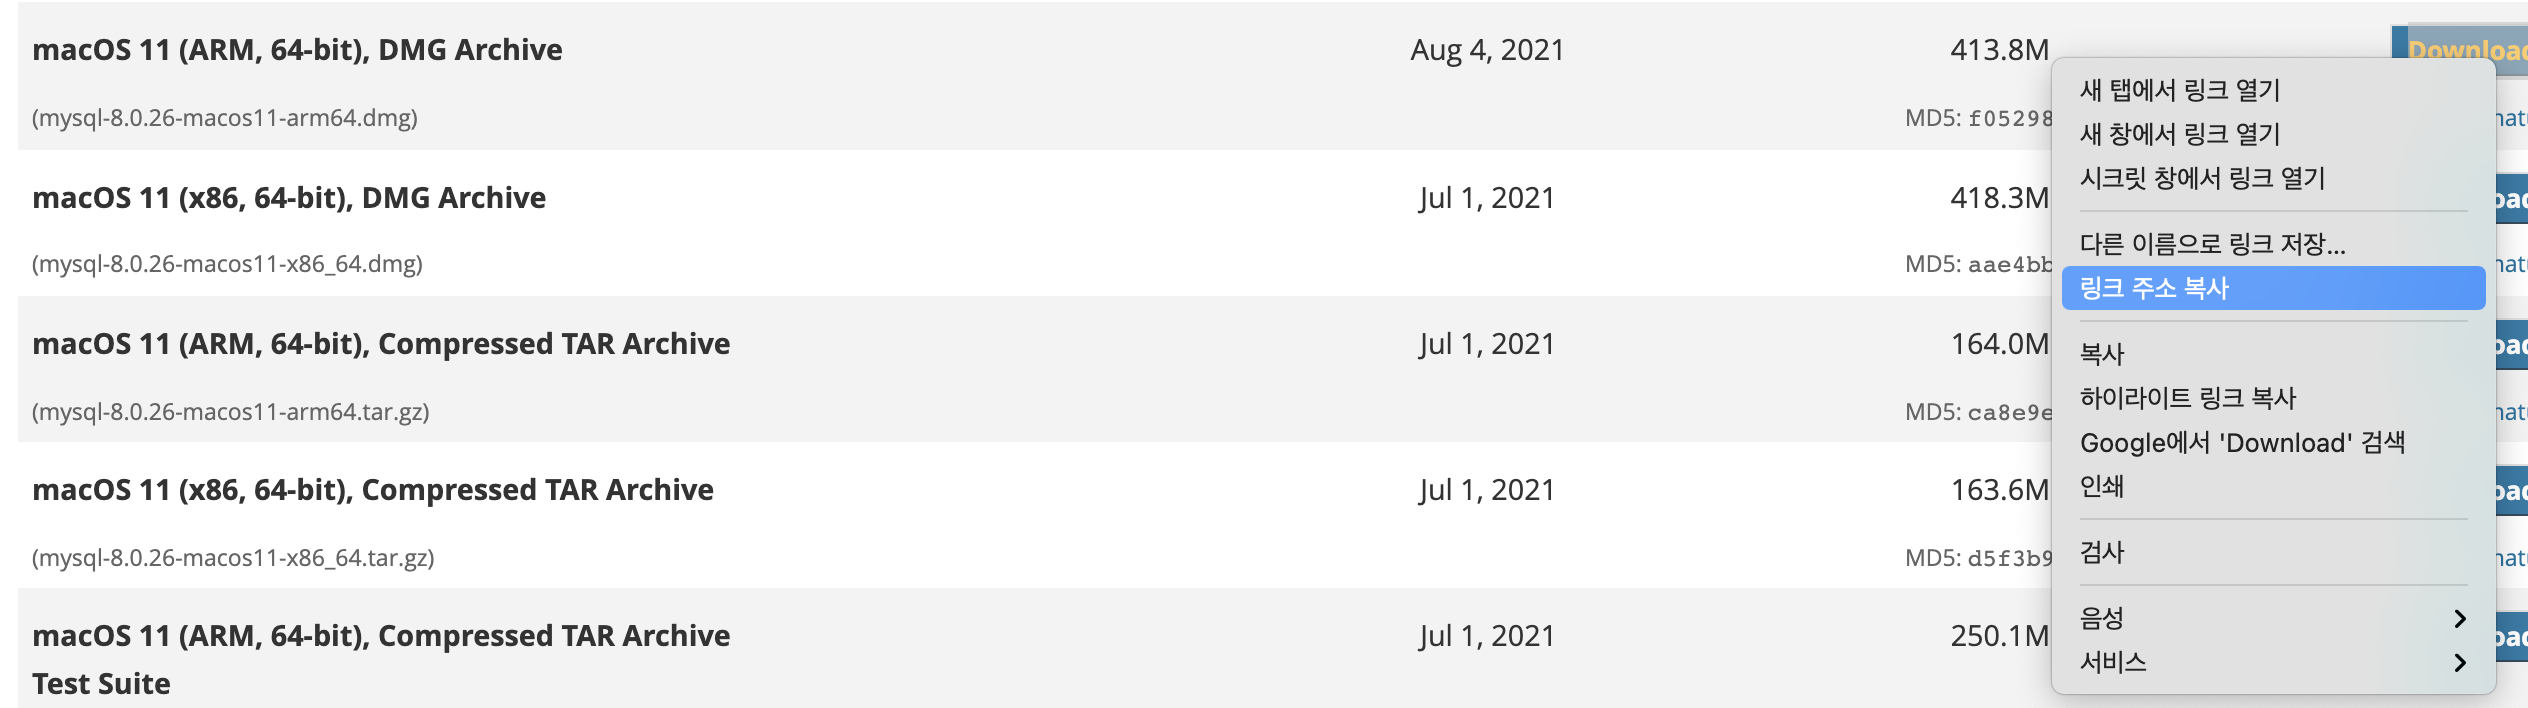 macOS 11 (ARM, 64-bit), DMG Archive Aug 4, 2021 413.8M Download
(mysql-8.0.26-macos11-arm64.dmg) MD5: f05298
macOS 11 (x86, 64-bit), DMG Archive Jul 1, 2021 418.3M
(mysql-8.0.26-macos11-x86_64.dmg) MD5: aae4bb
macOS 11 (ARM, 64-bit), Compressed TAR Archive Jul 1, 2021 164.0M
(mysql-8.0.26-macos11-arm64.tar.gz) MD5: ca8e9e
macOS 11 (x86, 64-bit), Compressed TAR Archive Jul 1, 2021 163.6M
(mysql-8.0.26-macos11-x86_64.tar.gz) MD5: d5f3b9
macOS 11 (ARM, 64-bit), Compressed TAR Archive Jul 1, 2021 250.1M
Test Suite
새 탭에서 링크 열기
새 창에서 링크 열기
시크릿 창에서 링크 열기
다른 이름으로 링크 저장...
링크 주소 복사
복사
하이라이트 링크 복사
Google에서 'Download' 검색
인쇄
검사
음성
서비스